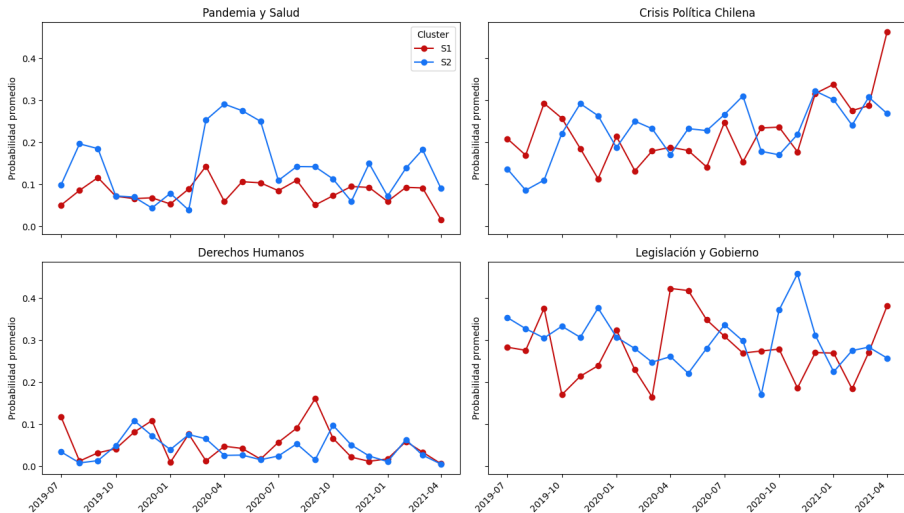 Pandemia y Salud
Crisis Política Chilena
Probabilidad promedio
0.4
0.3
0.2
0.1
0.0
Cluster
S1
S2
Probabilidad promedio
Derechos Humanos
Legislación y Gobierno
Probabilidad promedio
0.4
0.3
0.2
0.1
0.0
Probabilidad promedio
2019-07
2019-10
2020-01
2020-04
2020-07
2020-10
2021-01
2021-04
2019-07
2019-10
2020-01
2020-04
2020-07
2020-10
2021-01
2021-04